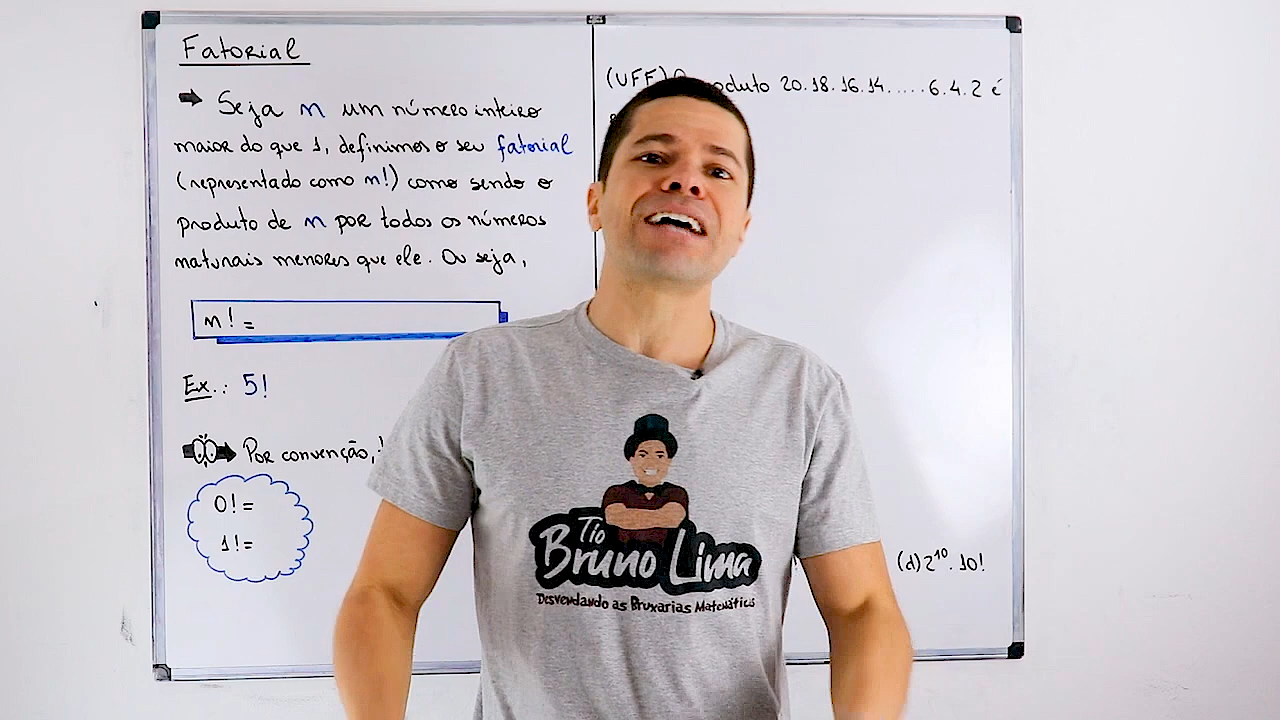 Fatorial
Seja n um número inteiro
maior do que 1, definimos o seu fatorial
(representado como n!) como sendo o
produto de n por todos os números
naturais menores que ele. Ou seja,
n! =
Ex.: 5!
Por convenção,
0! =
1! =
(UFF) 20.18.16.14.....6.4.2 é
(d) 2¹⁰. 10!
Tio
Bruno Lima
Desvendando as Bruxarias Matemáticas